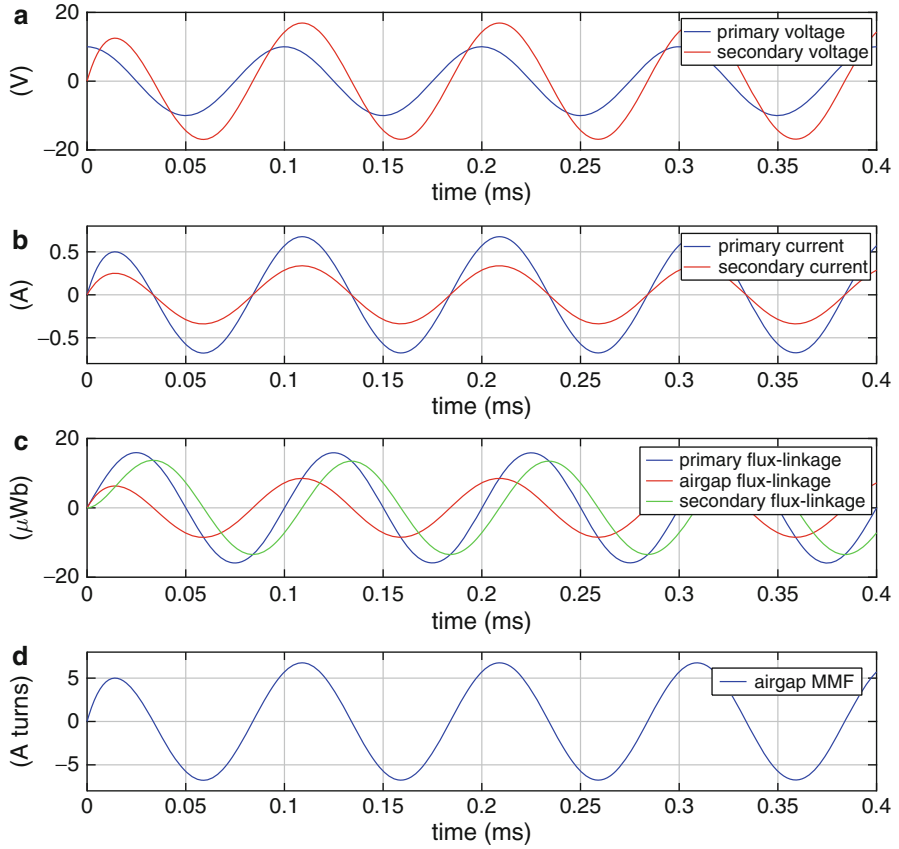 a
20
0
−20
(V)
primary voltage
secondary voltage
0 0.05 0.1 0.15 0.2 0.25 0.3 0.35 0.4
time (ms)
b
0.5
0
−0.5
(A)
primary current
secondary current
0 0.05 0.1 0.15 0.2 0.25 0.3 0.35 0.4
time (ms)
c
20
0
−20
(μWb)
primary flux-linkage
airgap flux-linkage
secondary flux-linkage
0 0.05 0.1 0.15 0.2 0.25 0.3 0.35 0.4
time (ms)
d
5
0
−5
(A turns)
airgap MMF
0 0.05 0.1 0.15 0.2 0.25 0.3 0.35 0.4
time (ms)